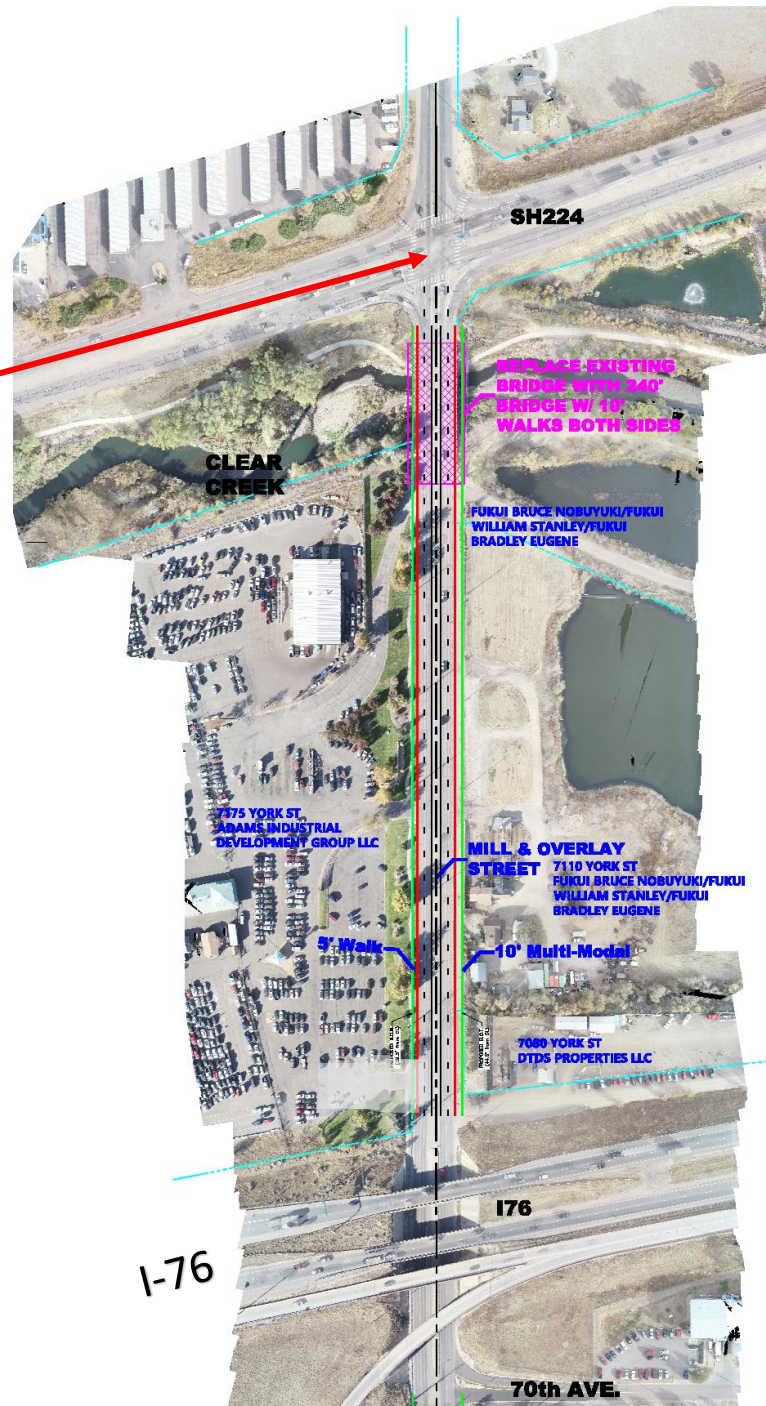 SH224
REPLACE EXISTING
BRIDGE WITH 240'
BRIDGE W/ 10'
WALKS BOTH SIDES
CLEAR
CREEK
FUKUI BRUCE NOBUYUKI/FUKUI
WILLIAM STANLEY/FUKUI
BRADLEY EUGENE
7175 YORK ST
ADAMS INDUSTRIAL
DEVELOPMENT GROUP LLC
MILL & OVERLAY
STREET
7110 YORK ST
FUKUI BRUCE NOBUYUKI/FUKUI
WILLIAM STANLEY/FUKUI
BRADLEY EUGENE
5' Walk
10' Multi-Modal
7080 YORK ST
DTDS PROPERTIES LLC
I76
I-76
70th AVE.